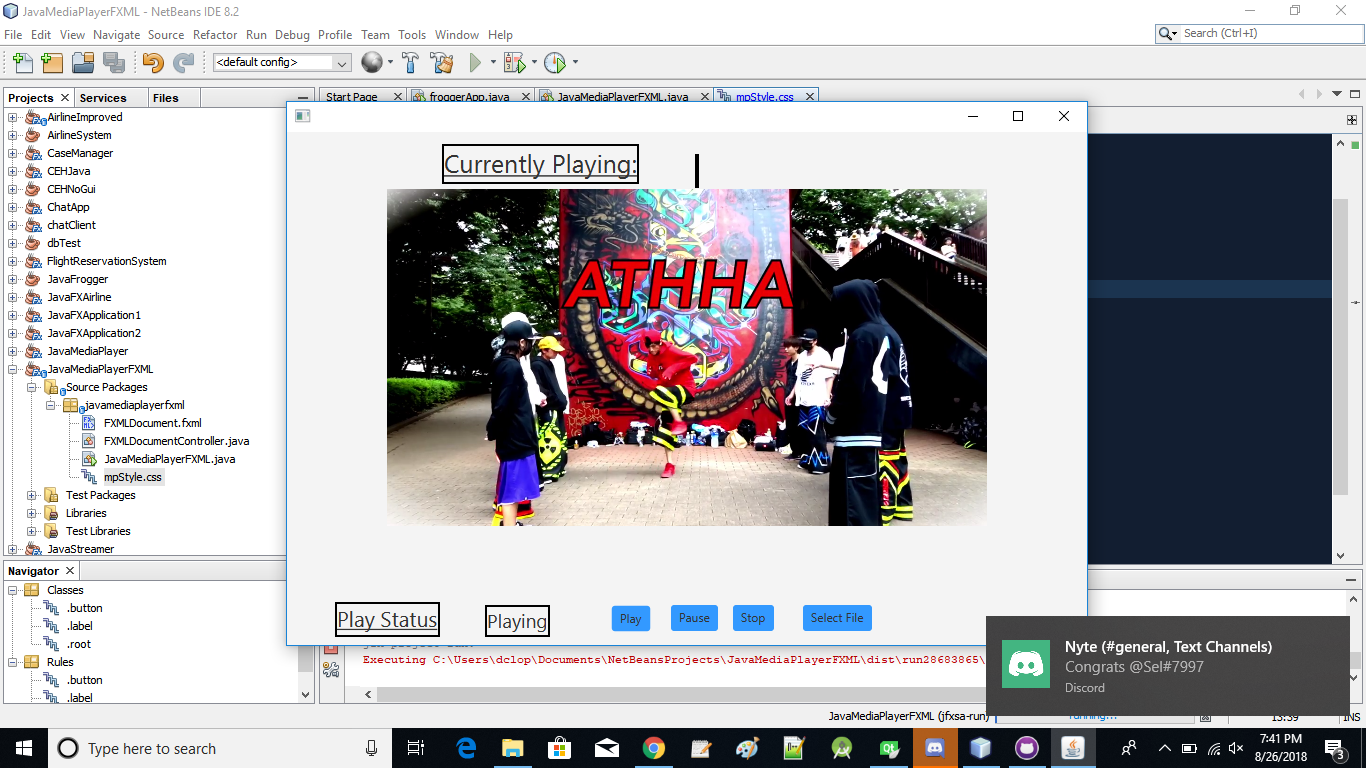 JavaMediaPlayerFXML - NetBeans IDE 8.2
File Edit View Navigate Source Refactor Run Debug Profile Team Tools Window Help
Search (Ctrl+I)
<default config>
Projects Services Files
Start Page froggerApp.java JavaMediaPlayerFXML.java mpStyle.css
AirlineImproved
AirlineSystem
CaseManager
CEHJava
CEHNoGui
ChatApp
chatClient
dbTest
FlightReservationSystem
JavaFrogger
JavaFXAirline
JavaFXApplication1
JavaFXApplication2
JavaMediaPlayer
JavaMediaPlayerFXML
Source Packages
javamediaplayerfxml
FXMLDocument.fxml
FXMLDocumentController.java
JavaMediaPlayerFXML.java
mpStyle.css
Test Packages
Libraries
Test Libraries
JavaStreamer
Navigator
Classes
.button
.label
.root
Rules
.button
.label
Currently Playing:
ATHHA
Play Status
Playing
Play
Pause
Stop
Select File
jfx project run:
Executing C:\Users\dclop\Documents\NetBeansProjects\JavaMediaPlayerFXML\dist\run28683865\
Nyte (#general, Text Channels)
Congrats @Sel#7997
Discord
JavaMediaPlayerFXML (jfxsa-run)
running...
13:39
INS
Type here to search
7:41 PM
8/26/2018
3